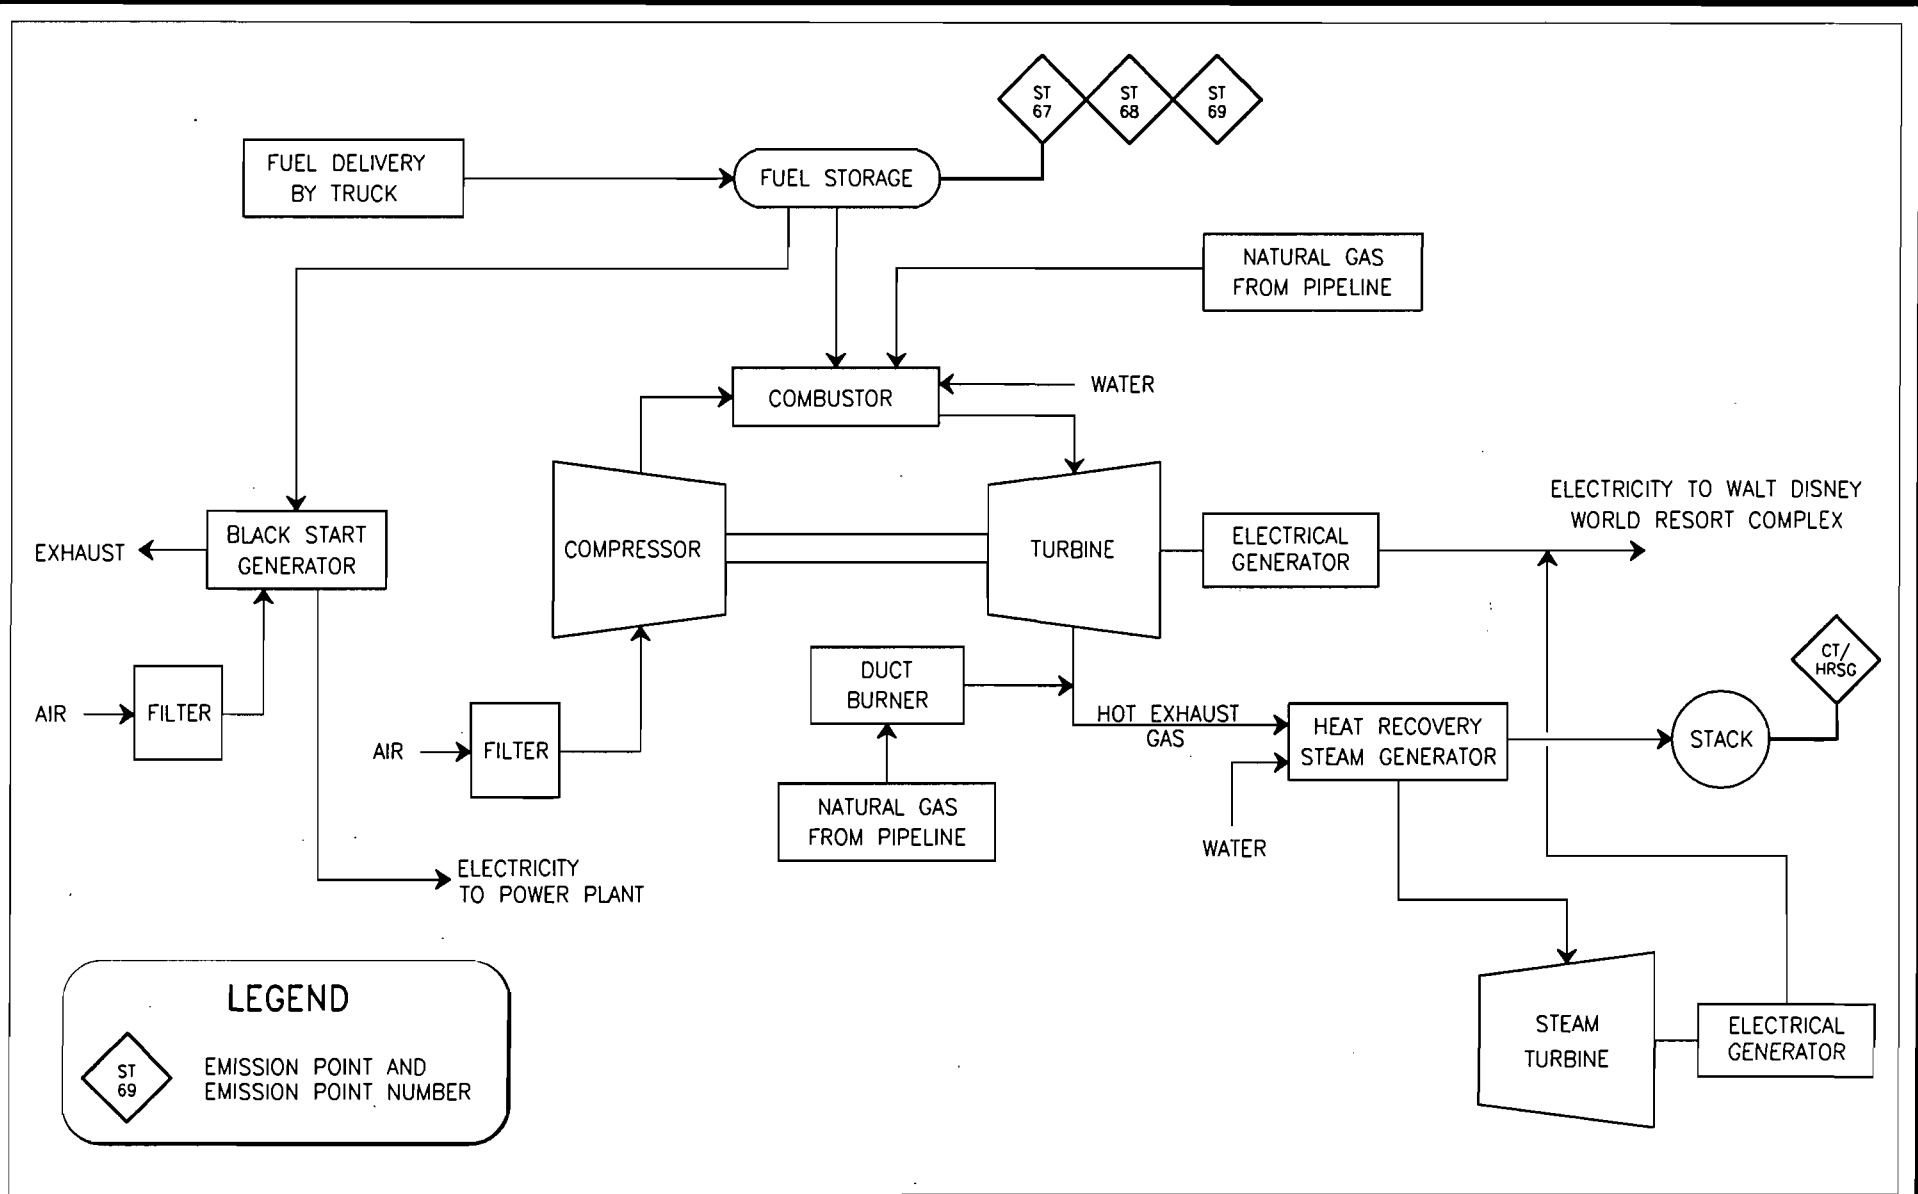 ST
67
ST
68
ST
69
FUEL DELIVERY
BY TRUCK
FUEL STORAGE
NATURAL GAS
FROM PIPELINE
COMBUSTOR
WATER
ELECTRICITY TO WALT DISNEY
WORLD RESORT COMPLEX
EXHAUST
BLACK START
GENERATOR
COMPRESSOR
TURBINE
ELECTRICAL
GENERATOR
CT/
HRSG
DUCT
BURNER
AIR
FILTER
AIR
FILTER
HOT EXHAUST
GAS
HEAT RECOVERY
STEAM GENERATOR
STACK
NATURAL GAS
FROM PIPELINE
WATER
ELECTRICITY
TO POWER PLANT
LEGEND
ST
69
EMISSION POINT AND
EMISSION POINT NUMBER
STEAM
TURBINE
ELECTRICAL
GENERATOR